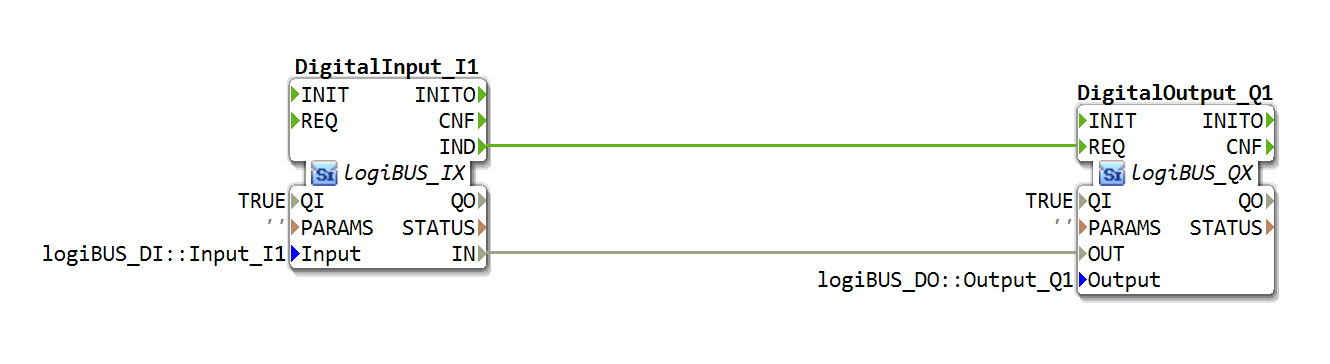 DigitalInput_I1
INIT INITO
REQ CNF
IND
Si logiBUS_IX
TRUE QI QO
'' PARAMS STATUS
logiBUS_DI::Input_I1 Input IN
DigitalOutput_Q1
INIT INITO
REQ CNF
Si logiBUS_QX
TRUE QI QO
'' PARAMS STATUS
OUT
logiBUS_DO::Output_Q1 Output